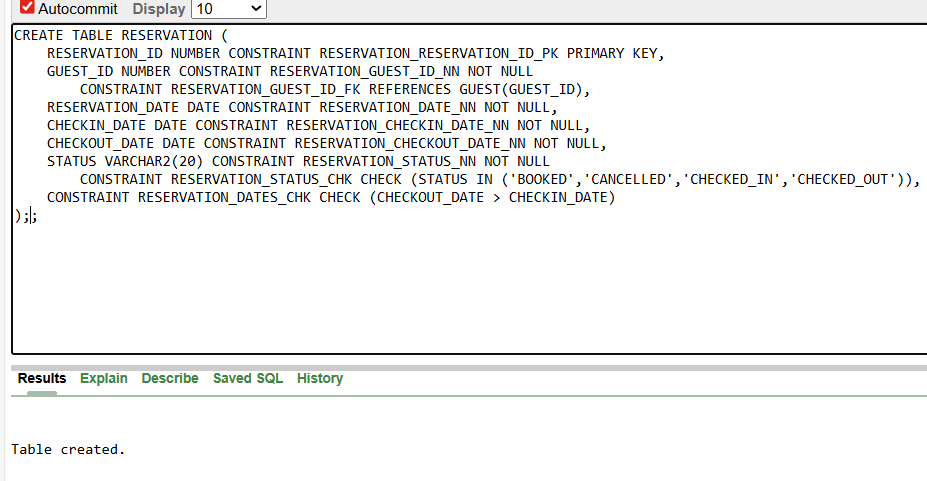 Autocommit Display 10
CREATE TABLE RESERVATION (
    RESERVATION_ID NUMBER CONSTRAINT RESERVATION_RESERVATION_ID_PK PRIMARY KEY,
    GUEST_ID NUMBER CONSTRAINT RESERVATION_GUEST_ID_NN NOT NULL
        CONSTRAINT RESERVATION_GUEST_ID_FK REFERENCES GUEST(GUEST_ID),
    RESERVATION_DATE DATE CONSTRAINT RESERVATION_DATE_NN NOT NULL,
    CHECKIN_DATE DATE CONSTRAINT RESERVATION_CHECKIN_DATE_NN NOT NULL,
    CHECKOUT_DATE DATE CONSTRAINT RESERVATION_CHECKOUT_DATE_NN NOT NULL,
    STATUS VARCHAR2(20) CONSTRAINT RESERVATION_STATUS_NN NOT NULL
        CONSTRAINT RESERVATION_STATUS_CHK CHECK (STATUS IN ('BOOKED','CANCELLED','CHECKED_IN','CHECKED_OUT')),
    CONSTRAINT RESERVATION_DATES_CHK CHECK (CHECKOUT_DATE > CHECKIN_DATE)
);;
Results Explain Describe Saved SQL History
Table created.